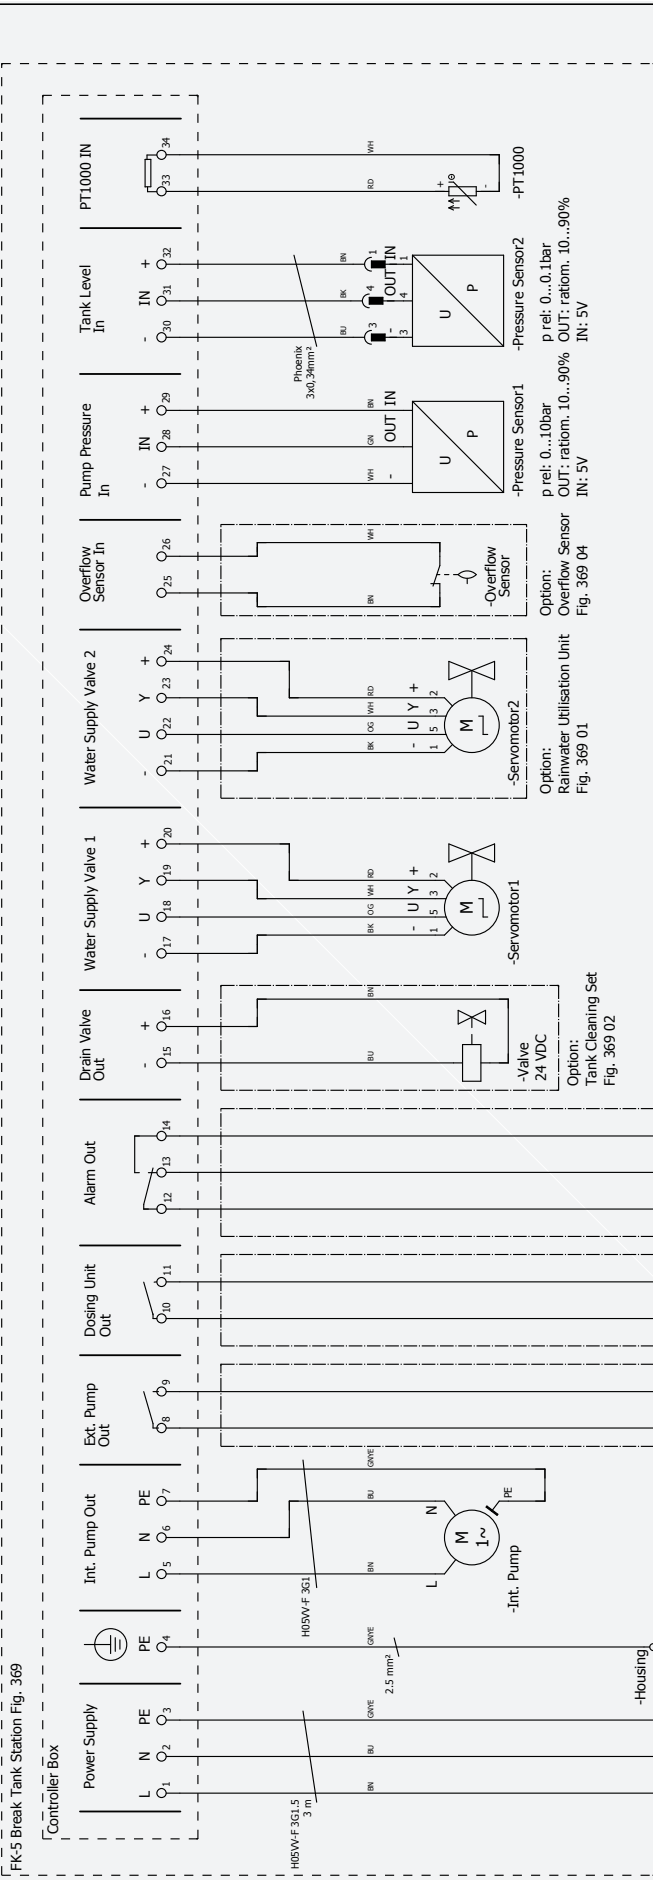 FK-5 Break Tank Station Fig. 369
Controller Box
Power Supply
L
N
PE
1
2
3
H05VV-F 3G1.5
3 m
BN
BU
GNYE
PE
4
2.5 mm²
GNYE
-Housing
Int. Pump Out
L
N
PE
5
6
7
H05VV-F 3G1
BN
BU
GNYE
L
N
M
1~
PE
-Int. Pump
Ext. Pump
Out
8
9
Dosing Unit
Out
10
11
Alarm Out
12
13
14
Drain Valve
Out
-
+
15
16
BU
BN
-Valve
24 VDC
Option:
Tank Cleaning Set
Fig. 369 02
Water Supply Valve 1
-
U
Y
+
17
18
19
20
BK
OG
WH
RD
-
U
Y
+
1
5
3
2
M
-Servomotor1
Water Supply Valve 2
-
U
Y
+
21
22
23
24
BK
OG
WH
RD
-
U
Y
+
1
5
3
2
M
-Servomotor2
Option:
Rainwater Utilisation Unit
Fig. 369 01
Overflow
Sensor In
25
26
BN
WH
-Overflow
Sensor
Option:
Overflow Sensor
Fig. 369 04
Pump Pressure
In
-
IN
+
27
28
29
WH
GN
BN
-
OUT
IN
U
P
-Pressure Sensor1
p rel: 0...10bar
OUT: ratiom. 10...90%
IN: 5V
Tank Level
In
-
IN
+
30
31
32
Phoenix
3x0,34mm²
BU
BK
BN
3
4
1
-
OUT
IN
3
4
1
U
P
-Pressure Sensor2
p rel: 0...0.1bar
OUT: ratiom. 10...90%
IN: 5V
PT1000 IN
33
34
RD
WH
+
-
-PT1000